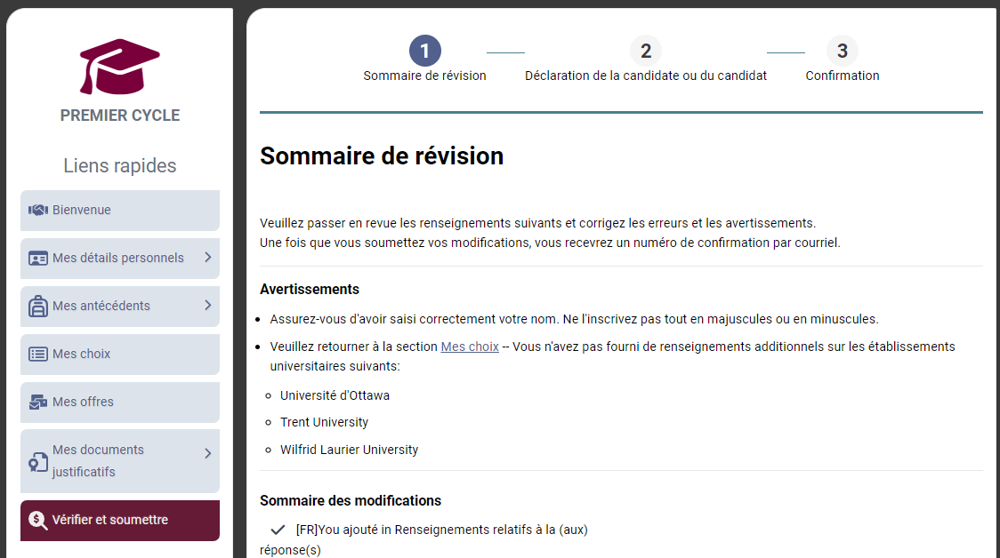 PREMIER CYCLE
Liens rapides
Bienvenue
Mes détails personnels
Mes antécédents
Mes choix
Mes offres
Mes documents
justificatifs
Vérifier et soumettre
1
Sommaire de révision
2
Déclaration de la candidate ou du candidat
3
Confirmation
Sommaire de révision
Veuillez passer en revue les renseignements suivants et corrigez les erreurs et les avertissements.
Une fois que vous soumettez vos modifications, vous recevrez un numéro de confirmation par courriel.
Avertissements
Assurez-vous d'avoir saisi correctement votre nom. Ne l'inscrivez pas tout en majuscules ou en minuscules.
Veuillez retourner à la section Mes choix -- Vous n'avez pas fourni de renseignements additionnels sur les établissements
universitaires suivants:
Université d'Ottawa
Trent University
Wilfrid Laurier University
Sommaire des modifications
[FR]You ajouté in Renseignements relatifs à la (aux)
réponse(s)